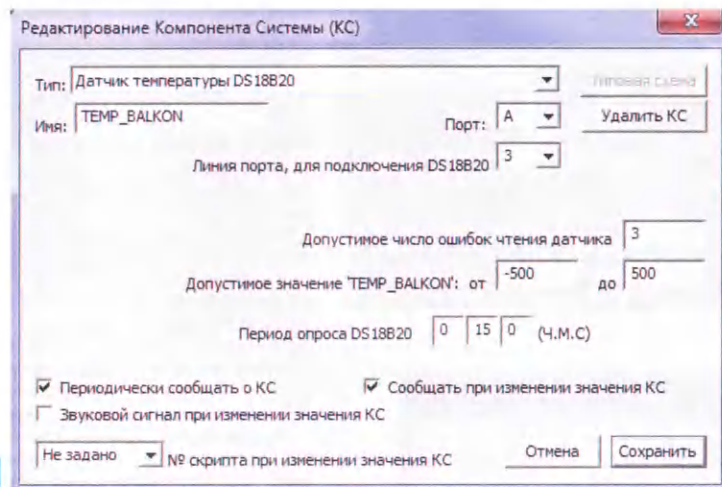 Редактирование Компонента Системы (КС)
x
Тип: Датчик температуры DS18B20
Типовая схема
Имя: TEMP_BALKON
Порт: A
Удалить КС
Линия порта, для подключения DS18B20 3
Допустимое число ошибок чтения датчика 3
Допустимое значение 'TEMP_BALKON': от -500 до 500
Период опроса DS18B20 0 15 0 (Ч.М.С)
Периодически сообщать о КС
Сообщать при изменении значения КС
Звуковой сигнал при изменении значения КС
Не задано № скрипта при изменении значения КС
Отмена
Сохранить